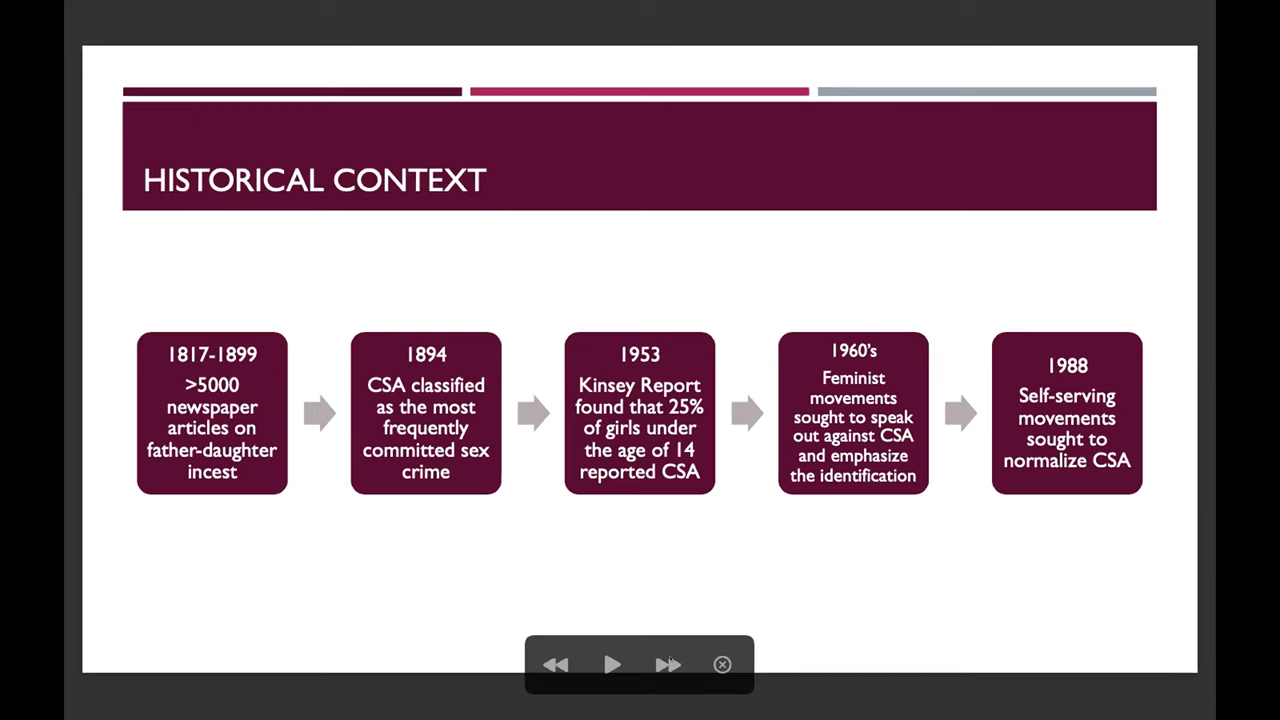 HISTORICAL CONTEXT
1817-1899
>5000
newspaper
articles on
father-daughter
incest
1894
CSA classified
as the most
frequently
committed sex
crime
1953
Kinsey Report
found that 25%
of girls under
the age of 14
reported CSA
1960's
Feminist
movements
sought to speak
out against CSA
and emphasize
the identification
1988
Self-serving
movements
sought to
normalize CSA